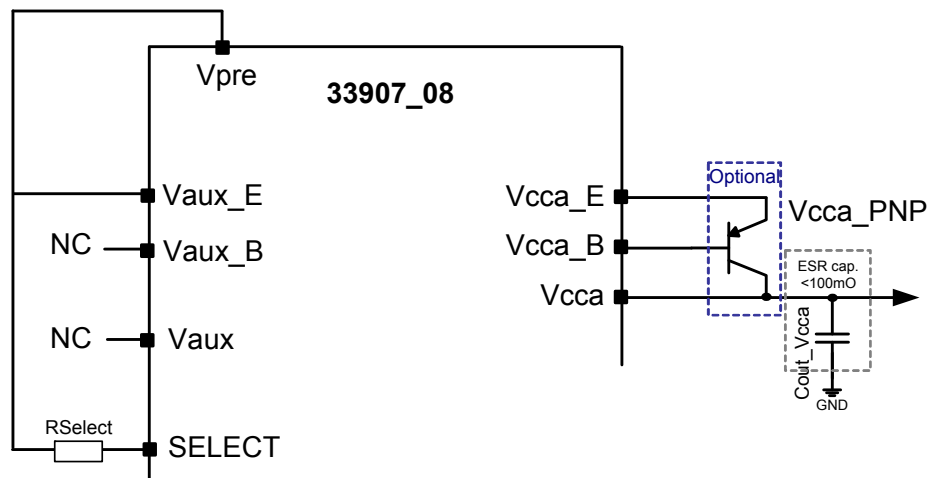 Vpre
33907_08
Vaux_E
NC
Vaux_B
NC
Vaux
RSelect
SELECT
Vcca_E
Vcca_B
Vcca
Optional
Vcca_PNP
ESR cap.
<100mO
Cout_Vcca
GND